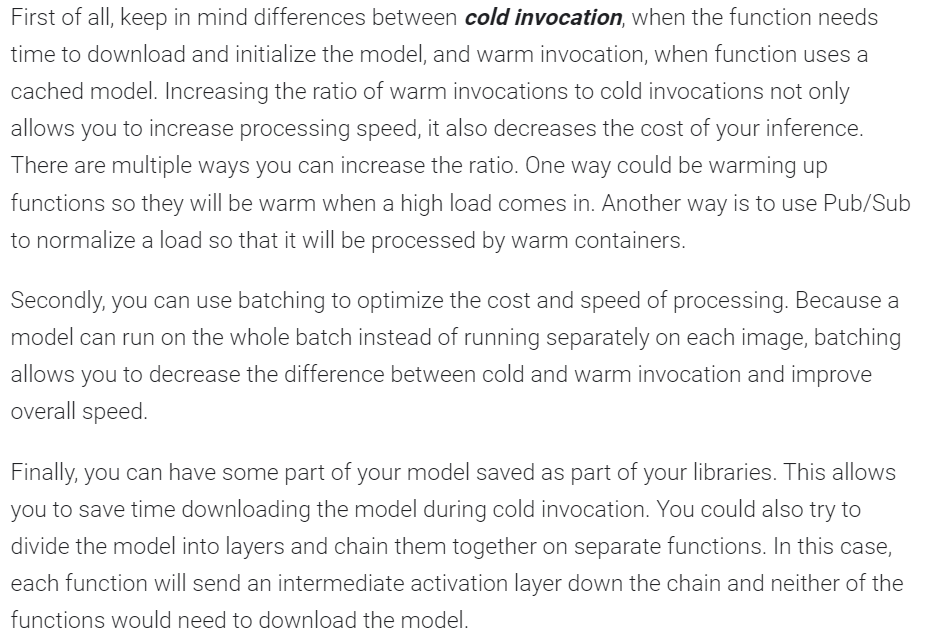 First of all, keep in mind differences between cold invocation, when the function needs
time to download and initialize the model, and warm invocation, when function uses a
cached model. Increasing the ratio of warm invocations to cold invocations not only
allows you to increase processing speed, it also decreases the cost of your inference.
There are multiple ways you can increase the ratio. One way could be warming up
functions so they will be warm when a high load comes in. Another way is to use Pub/Sub
to normalize a load so that it will be processed by warm containers.
Secondly, you can use batching to optimize the cost and speed of processing. Because a
model can run on the whole batch instead of running separately on each image, batching
allows you to decrease the difference between cold and warm invocation and improve
overall speed.
Finally, you can have some part of your model saved as part of your libraries. This allows
you to save time downloading the model during cold invocation. You could also try to
divide the model into layers and chain them together on separate functions. In this case,
each function will send an intermediate activation layer down the chain and neither of the
functions would need to download the model.